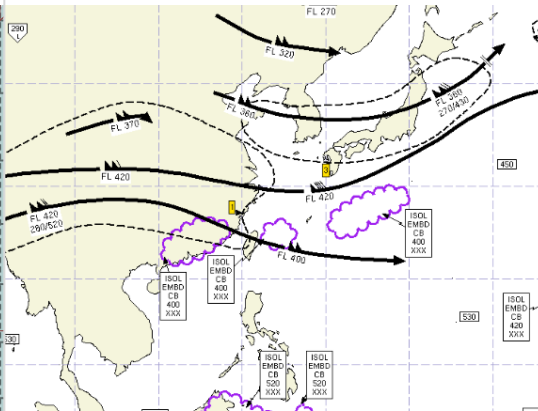 FL 270
290
L
FL 320
FL 360
FL 360
270/430
FL 370
3
450
FL 420
FL 420
1
FL 420
280/520
ISOL
EMBD
CB
400
XXX
FL 400
ISOL
EMBD
CB
400
XXX
ISOL
EMBD
CB
400
XXX
ISOL
EMBD
CB
420
XXX
530
530
ISOL
EMBD
CB
520
XXX
ISOL
EMBD
CB
520
XXX